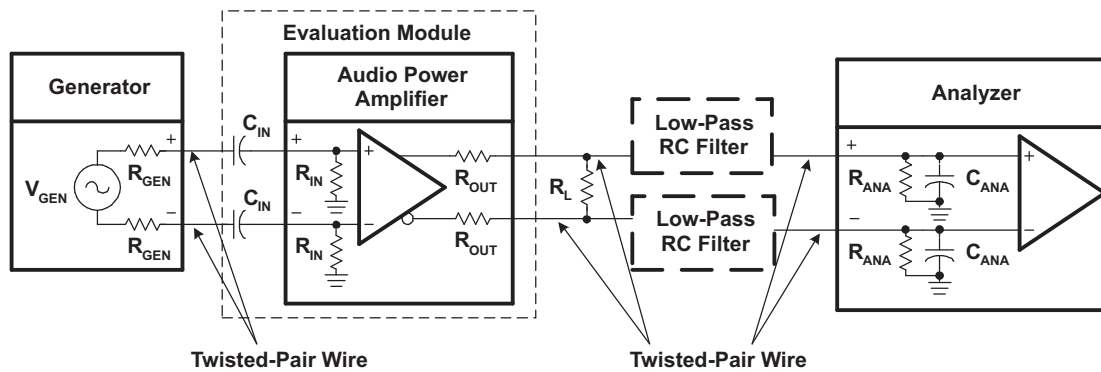 Evaluation Module
Generator
Audio Power
Amplifier
Analyzer
Low-Pass
RC Filter
Low-Pass
RC Filter
V_GEN
R_GEN
R_GEN
+
−
C_IN
C_IN
+
−
R_IN
R_IN
+
−
R_OUT
R_OUT
R_L
+
−
R_ANA
R_ANA
C_ANA
C_ANA
+
−
Twisted-Pair Wire
Twisted-Pair Wire